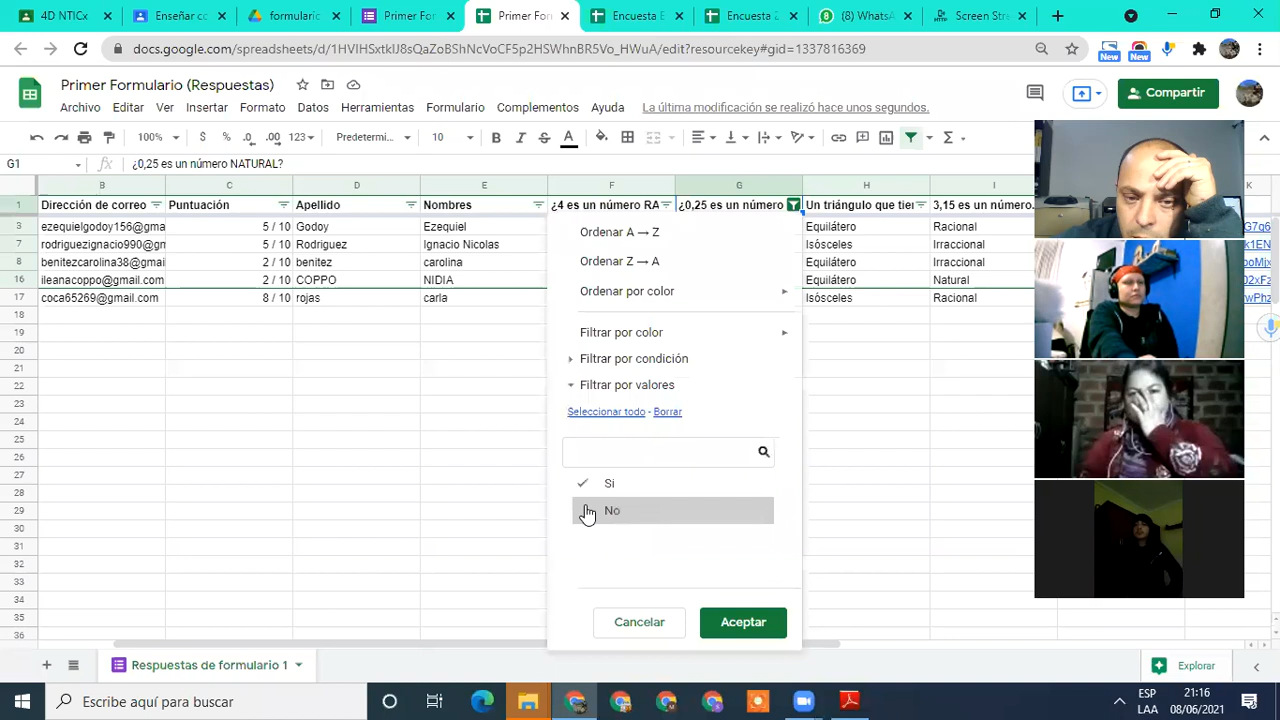 4D NTICx
Enseñar c
formulario
Primer Fo
Primer For
Encuesta E
Encuesta
(8) WhatsA
Screen Stre
docs.google.com/spreadsheets/d/
/edit?resourcekey#gid=1337816369
New
New
Primer Formulario (Respuestas)
Archivo Editar Ver Insertar Formato Datos Herramientas Formulario Complementos Ayuda La última modificación se realizó hace unos segundos.
Compartir
100% $ % .0 .00 123 Predetermi... 10 B I S A
G1 fx ¿0,25 es un número NATURAL?
B C D E F G H I K
1 Dirección de correo Puntuación Apellido Nombres ¿4 es un número RA ¿0,25 es un número Un triángulo que tien 3,15 es un número.
3 ezequielgodoy156@gma 5 / 10 Godoy Ezequiel Equilátero Racional
7 rodriguezignacio990@gm 5 / 10 Rodriguez Ignacio Nicolas Isósceles Irraccional
8 benitezcarolina38@gmail 2 / 10 benitez carolina Equilátero Irraccional
16 ileanacoppo@gmail.com 2 / 10 COPPO NIDIA Equilátero Natural
17 coca65269@gmail.com 8 / 10 rojas carla Isósceles Racional
18
19
20
21
22
23
24
25
26
27
28
29
30
31
32
33
34
35
36
Ordenar A → Z
Ordenar Z → A
Ordenar por color
Filtrar por color
Filtrar por condición
Filtrar por valores
Seleccionar todo - Borrar
Si
No
Cancelar Aceptar
Respuestas de formulario 1
Explorar
Escribe aquí para buscar
ESP
LAA
21:16
08/06/2021